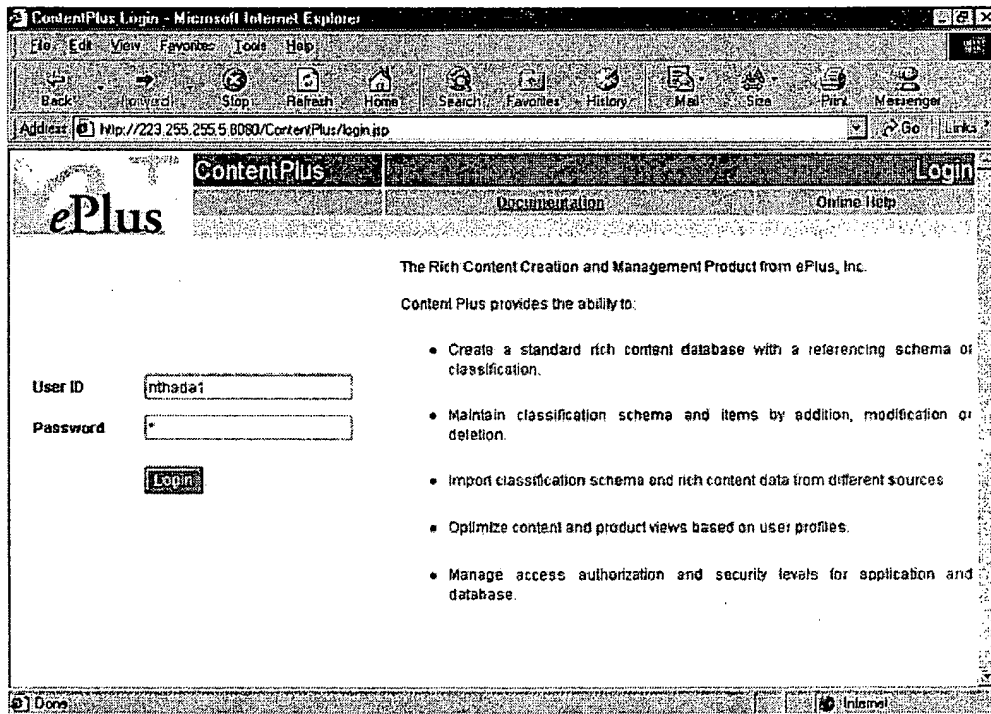 ContentPlus Login - Microsoft Internet Explorer
File Edit View Favorites Tools Help
Back Forward Stop Refresh Home Search Favorites History Mail Size Print Messenger
Address http://223.255.255.5:8080/ContentPlus/login.jsp Go Links
ePlus
ContentPlus Login
Documentation Online Help
The Rich Content Creation and Management Product from ePlus, Inc.
Content Plus provides the ability to:
• Create a standard rich content database with a referencing schema or
classification.
User ID nthada1
• Maintain classification schema and items by addition, modification or
deletion.
Password *
Login
• Import classification schema and rich content data from different sources
• Optimize content and product views based on user profiles.
• Manage access authorization and security levels for application and
database.
Done Internet